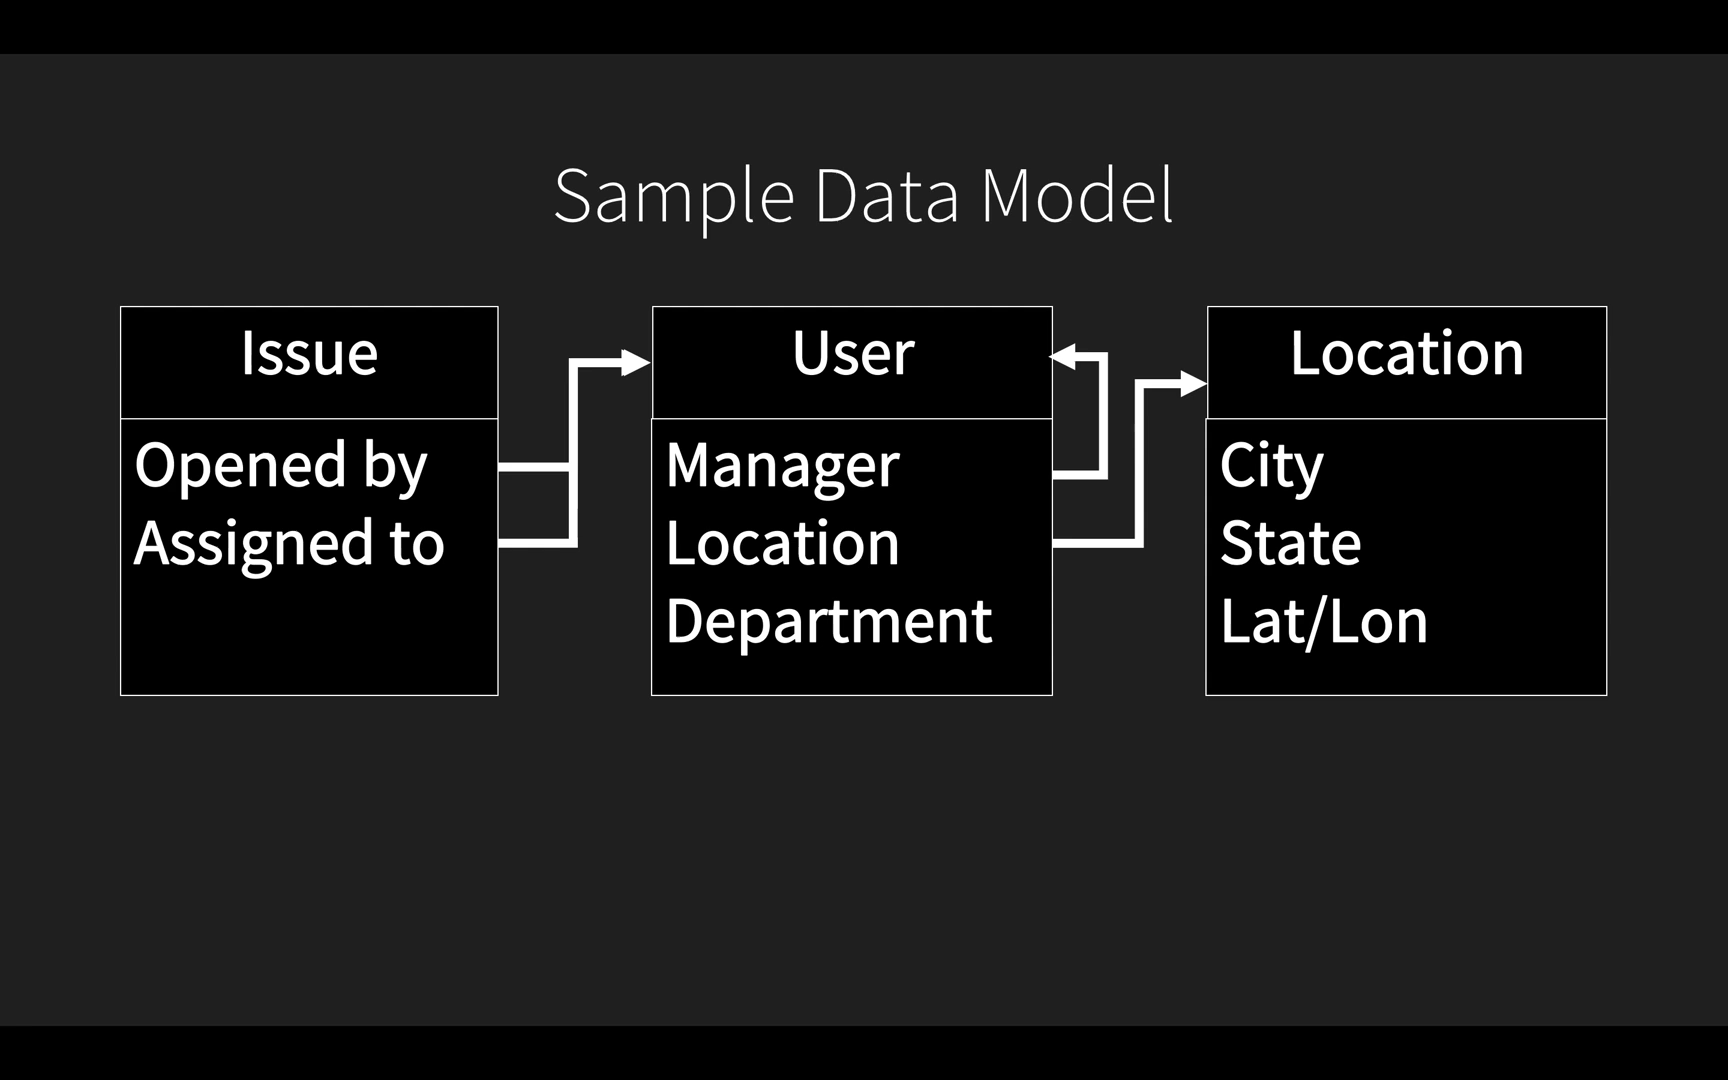 Sample Data Model
Issue
Opened by
Assigned to
User
Manager
Location
Department
Location
City
State
Lat/Lon